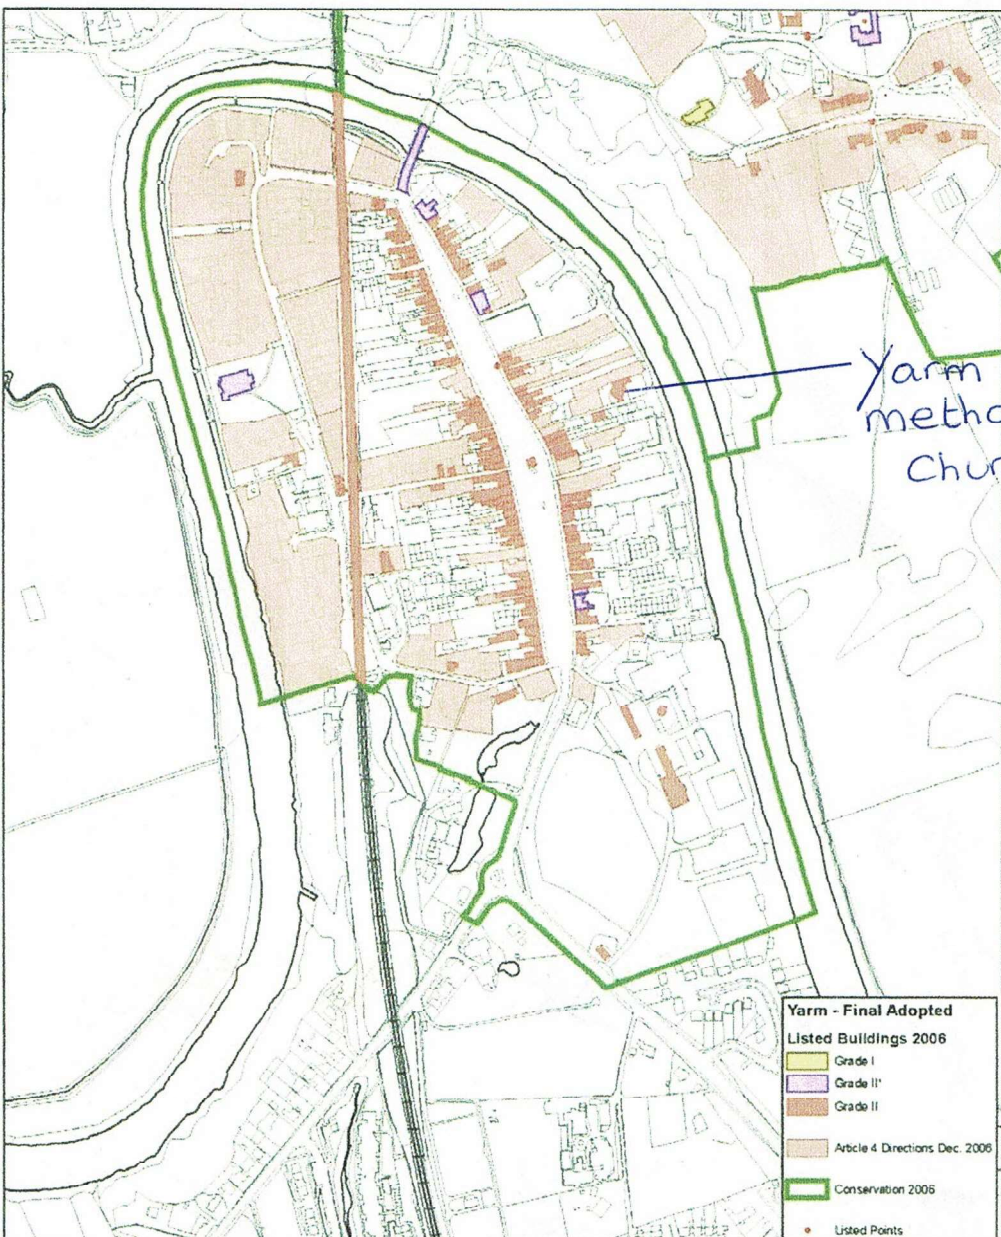 Yarm
metho
Chur
Yarm - Final Adopted
Listed Buildings 2006
Grade I
Grade II*
Grade II
Article 4 Directions Dec. 2006
Conservation 2006
Listed Points